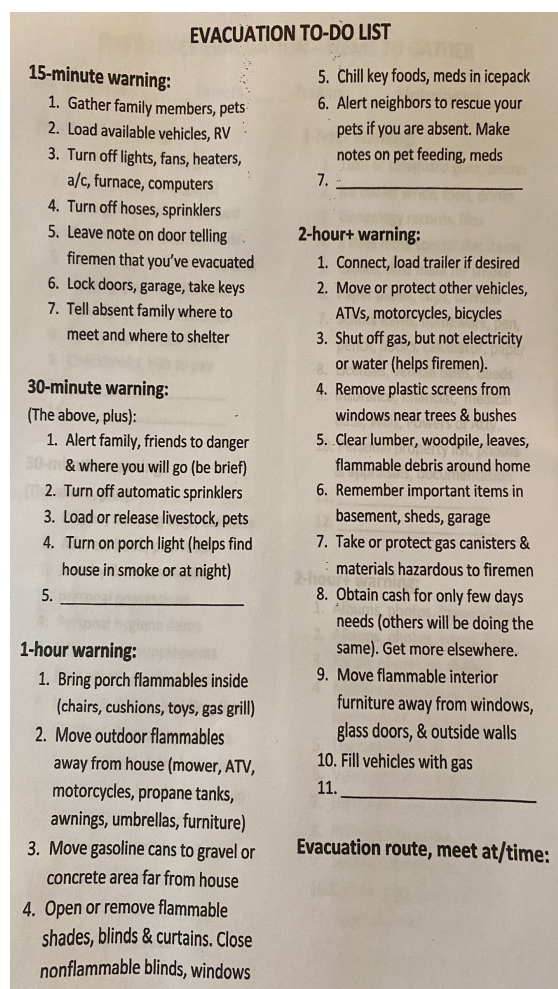 EVACUATION TO-DO LIST
15-minute warning:
1. Gather family members, pets
2. Load available vehicles, RV
3. Turn off lights, fans, heaters,
a/c, furnace, computers
4. Turn off hoses, sprinklers
5. Leave note on door telling
firemen that you've evacuated
6. Lock doors, garage, take keys
7. Tell absent family where to
meet and where to shelter
30-minute warning:
(The above, plus):
1. Alert family, friends to danger
& where you will go (be brief)
2. Turn off automatic sprinklers
3. Load or release livestock, pets
4. Turn on porch light (helps find
house in smoke or at night)
5. ___
1-hour warning:
1. Bring porch flammables inside
(chairs, cushions, toys, gas grill)
2. Move outdoor flammables
away from house (mower, ATV,
motorcycles, propane tanks,
awnings, umbrellas, furniture)
3. Move gasoline cans to gravel or
concrete area far from house
4. Open or remove flammable
shades, blinds & curtains. Close
nonflammable blinds, windows
5. Chill key foods, meds in icepack
6. Alert neighbors to rescue your
pets if you are absent. Make
notes on pet feeding, meds
7. ___
2-hour+ warning:
1. Connect, load trailer if desired
2. Move or protect other vehicles,
ATVs, motorcycles, bicycles
3. Shut off gas, but not electricity
or water (helps firemen).
4. Remove plastic screens from
windows near trees & bushes
5. Clear lumber, woodpile, leaves,
flammable debris around home
6. Remember important items in
basement, sheds, garage
7. Take or protect gas canisters &
materials hazardous to firemen
8. Obtain cash for only few days
needs (others will be doing the
same). Get more elsewhere.
9. Move flammable interior
furniture away from windows,
glass doors, & outside walls
10. Fill vehicles with gas
11. ___
Evacuation route, meet at/time: